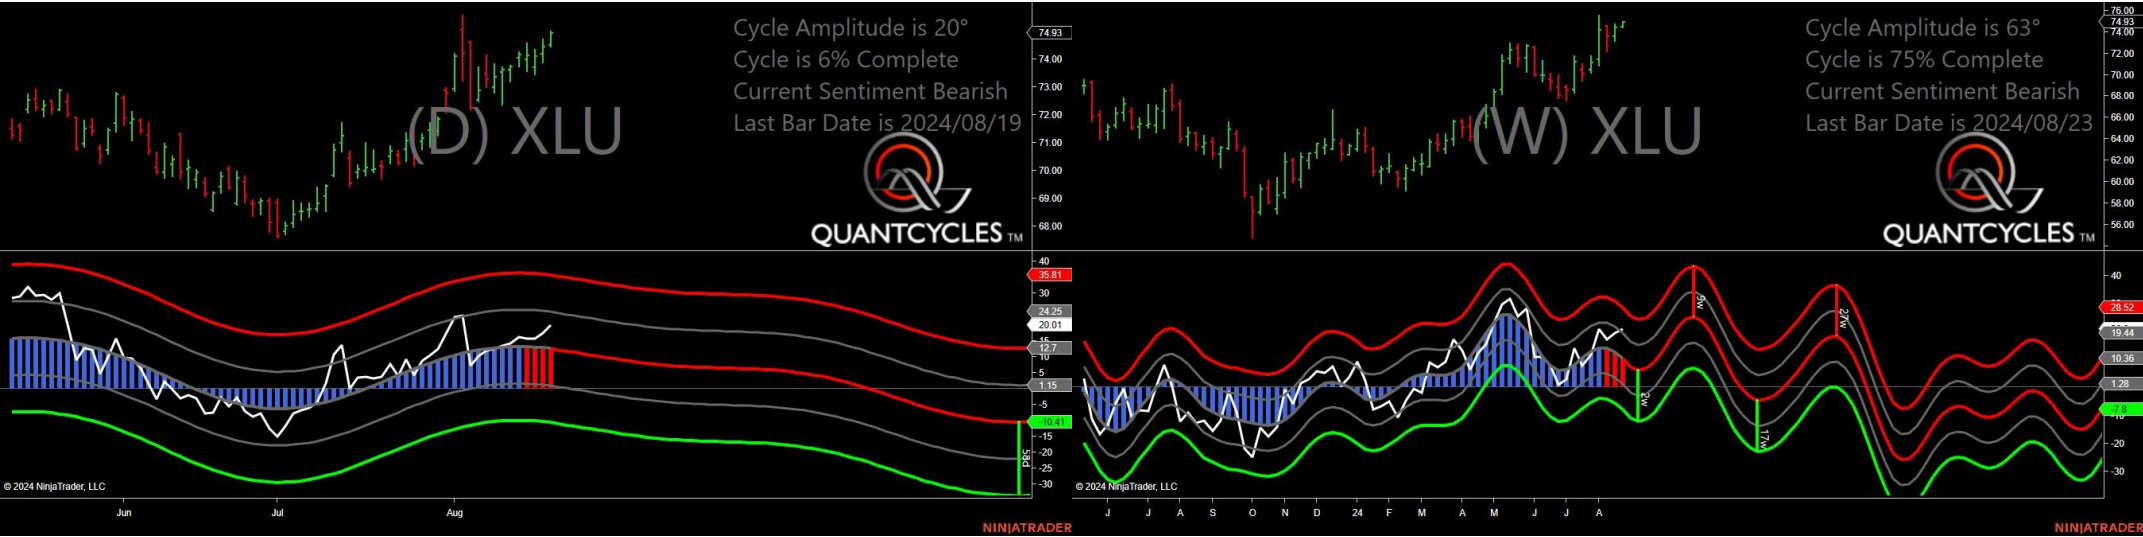 Cycle Amplitude is 20°
Cycle is 6% Complete
Current Sentiment Bearish
Last Bar Date is 2024/08/19
(D) XLU
QUANTCYCLES TM
74.93
74.00
73.00
72.00
71.00
70.00
69.00
68.00
40
35.81
30
24.25
20.01
12.7
10
5
1.15
-5
-10.41
-15
-20
-25
-30
58d
© 2024 NinjaTrader, LLC
Jun Jul Aug
NINJATRADER
Cycle Amplitude is 63°
Cycle is 75% Complete
Current Sentiment Bearish
Last Bar Date is 2024/08/23
(W) XLU
QUANTCYCLES TM
76.00
74.93
74.00
72.00
70.00
68.00
66.00
64.00
62.00
60.00
58.00
56.00
40
28.52
19.44
10.36
1.28
-7.8
-20
-30
2w
9w
17w
27w
© 2024 NinjaTrader, LLC
J J A S O N D 24 F M A M J J A
NINJATRADER